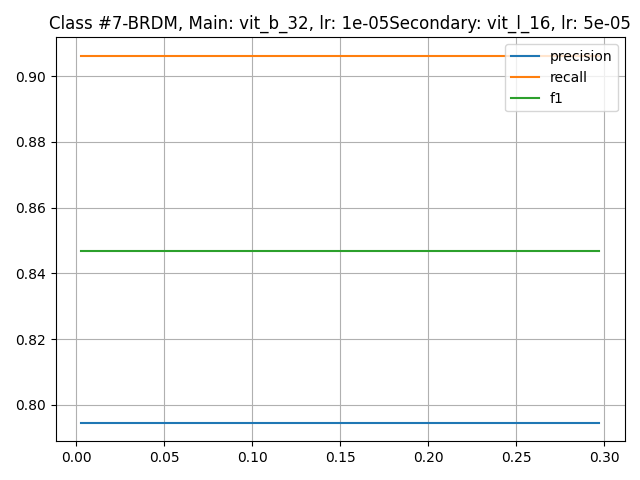 Class #7-BRDM, Main: vit_b_32, lr: 1e-05Secondary: vit_l_16, lr: 5e-05
precision
recall
f1
0.90
0.88
0.86
0.84
0.82
0.80
0.00 0.05 0.10 0.15 0.20 0.25 0.30